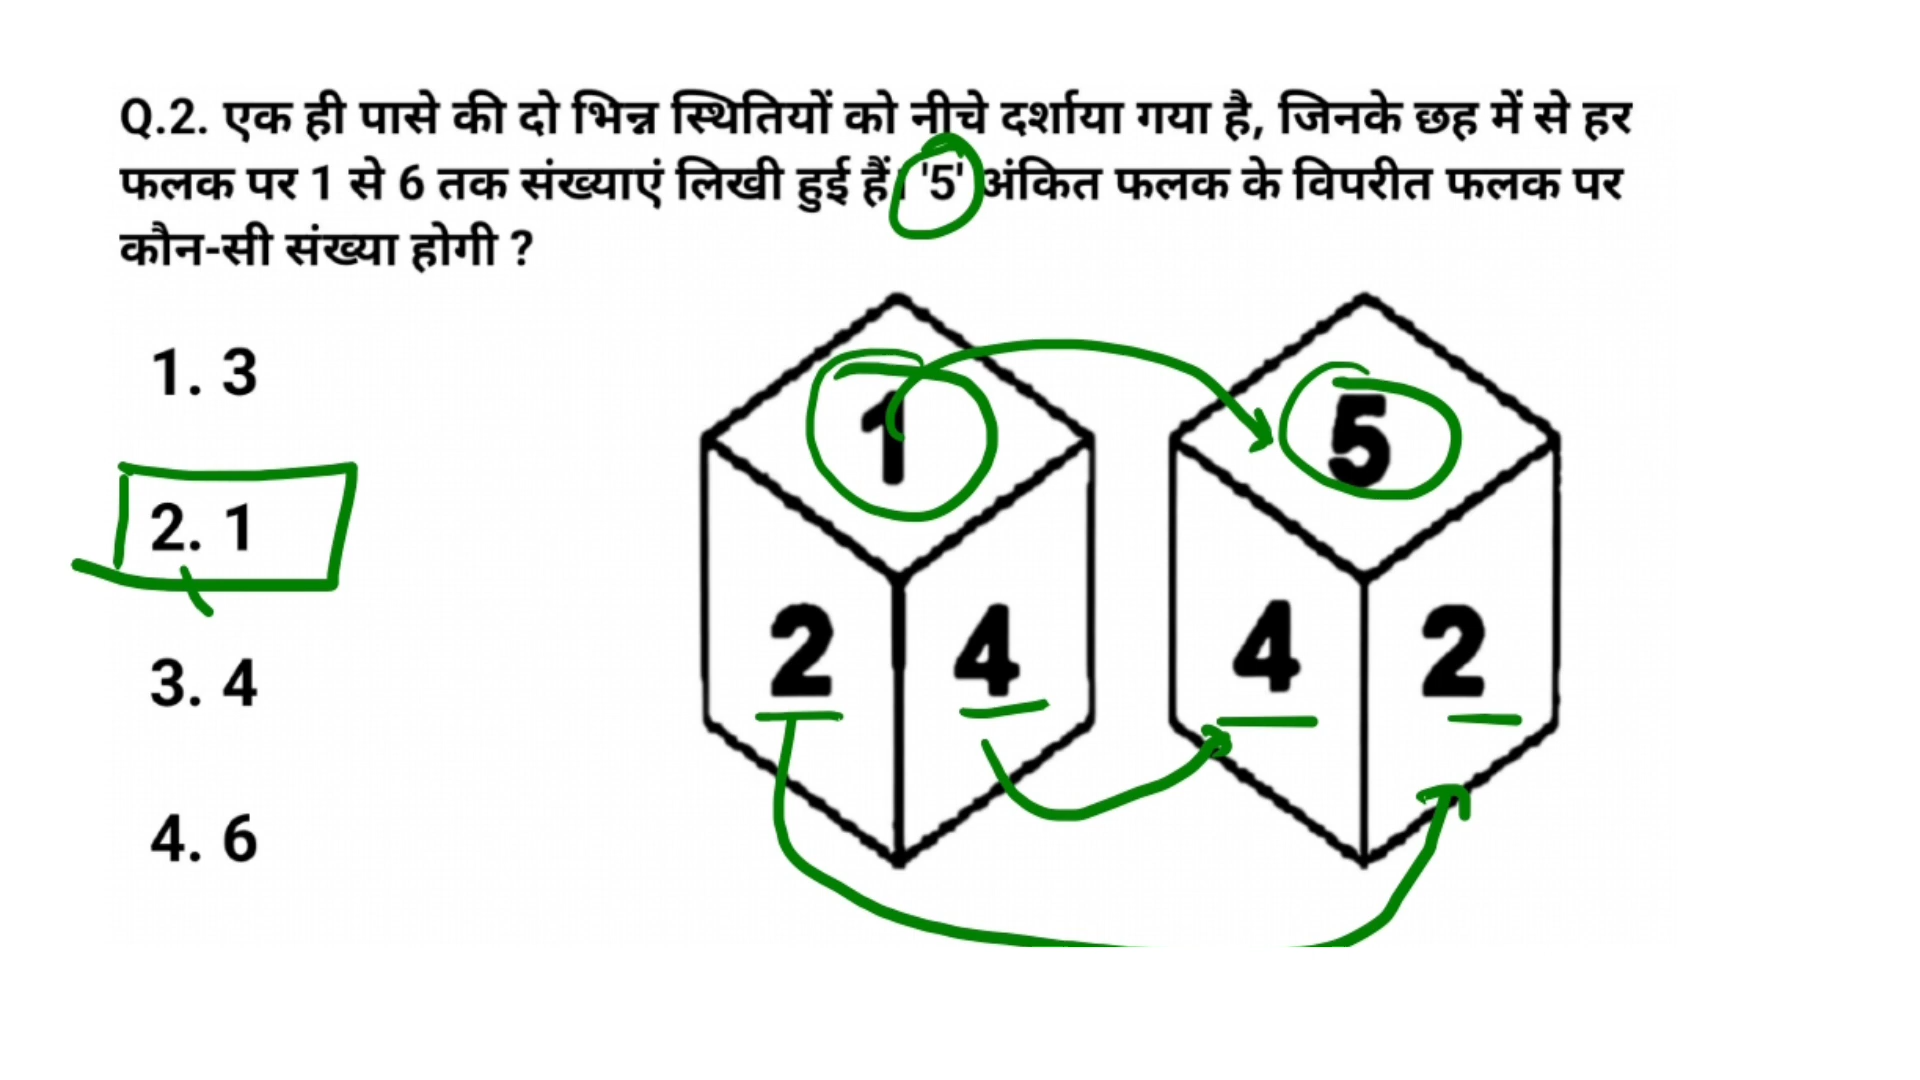 Q.2. एक ही पासे की दो भिन्न स्थितियों को नीचे दर्शाया गया है, जिनके छह में से हर
फलक पर 1 से 6 तक संख्याएं लिखी हुई हैं। '5' अंकित फलक के विपरीत फलक पर
कौन-सी संख्या होगी ?
1. 3
2. 1
3. 4
4. 6
1
2 4
5
4 2